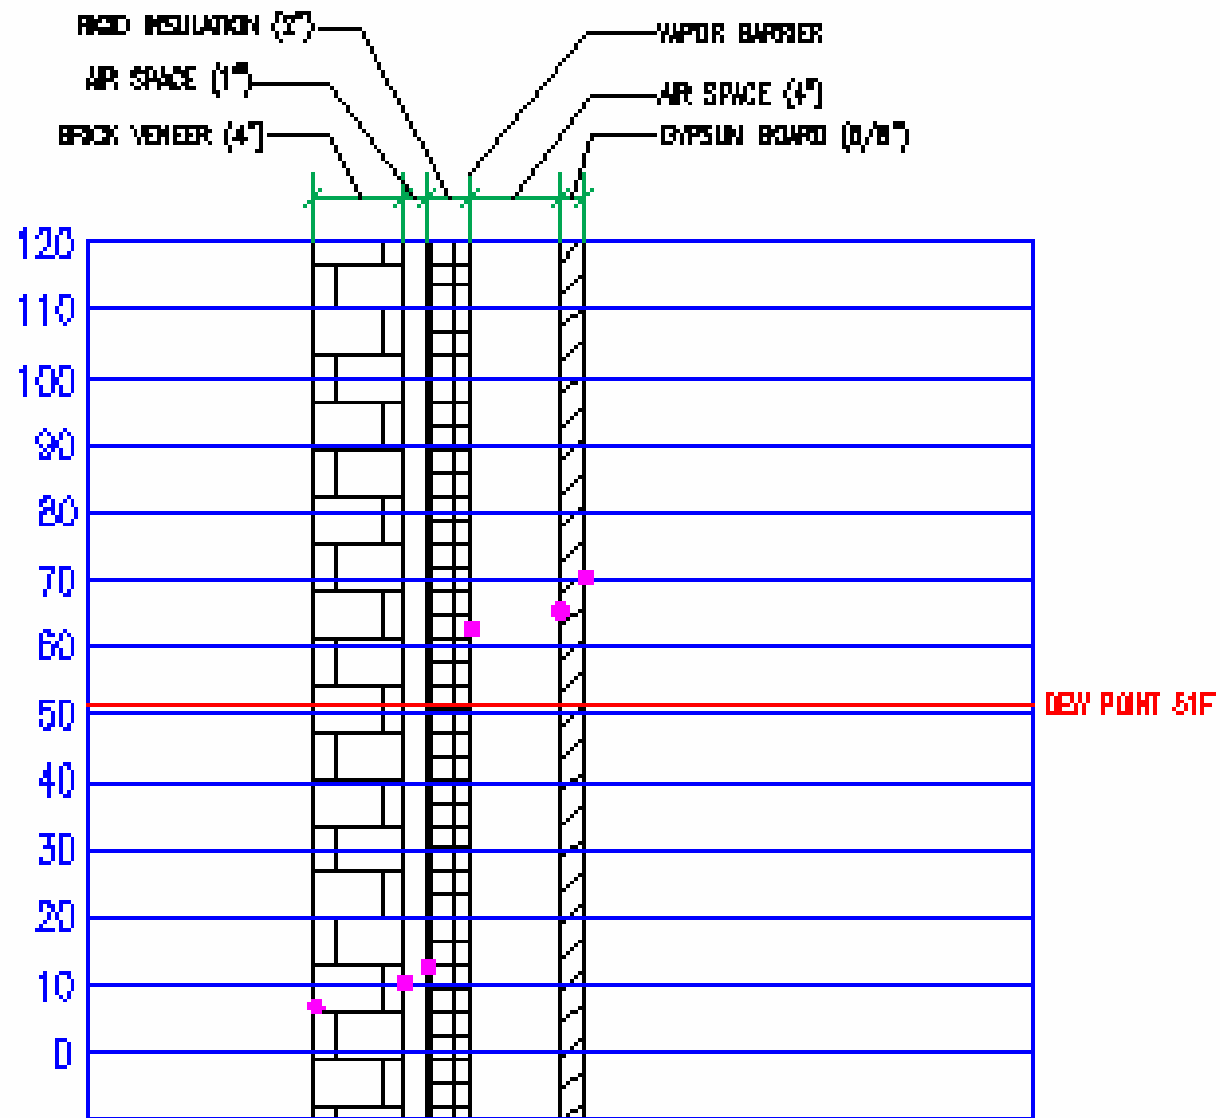 RIGID INSULATION (2")
VAPOR BARRIER
AIR SPACE (1")
AIR SPACE (4")
BRICK VENEER (4")
GYPSUM BOARD (5/8")
120
110
100
90
80
70
60
DEW POINT 51F
50
40
30
20
10
0